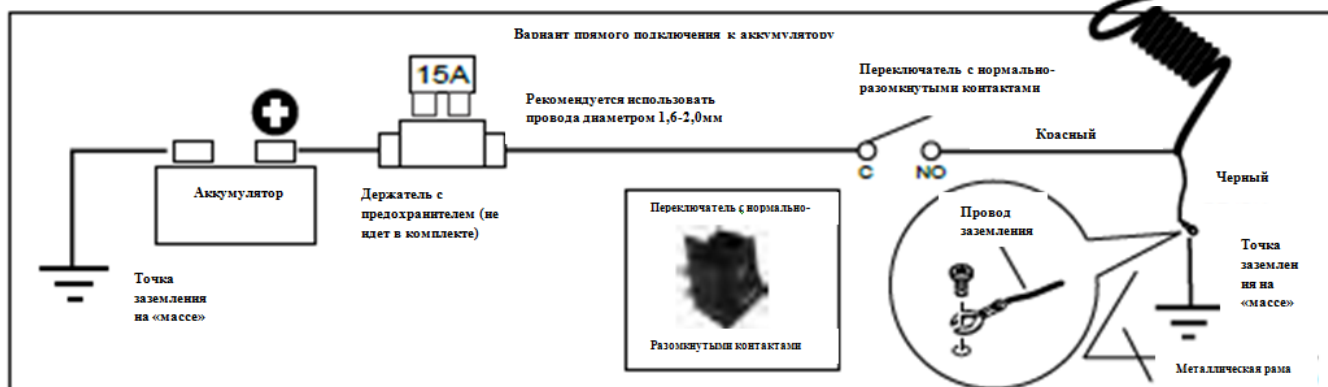 Вариант прямого подключения к аккумулятору
15A
Переключатель с нормально-
разомкнутыми контактами
Рекомендуется использовать
провода диаметром 1,6-2,0мм
Красный
C
NO
Аккумулятор
Держатель с
предохранителем (не
идет в комплекте)
Черный
Переключатель с нормально-
Разомкнутыми контактами
Провод
заземления
Точка
заземления
на «массе»
Точка
заземлен
ия на
«массе»
Металлическая рама